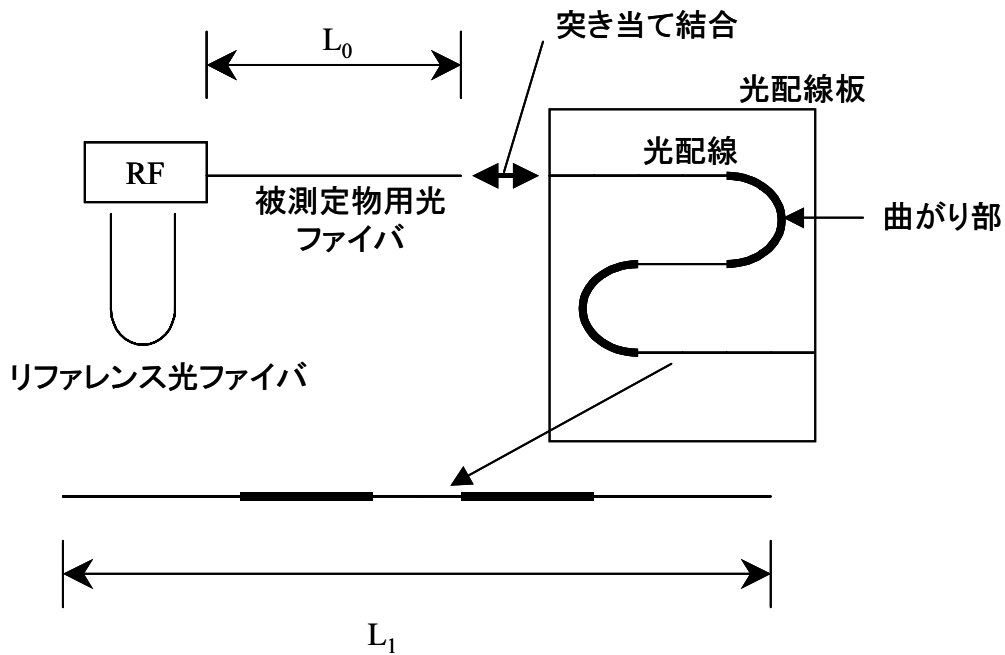 突き当て結合
L0
光配線板
RF
光配線
被測定物用光
ファイバ
曲がり部
リファレンス光ファイバ
L1